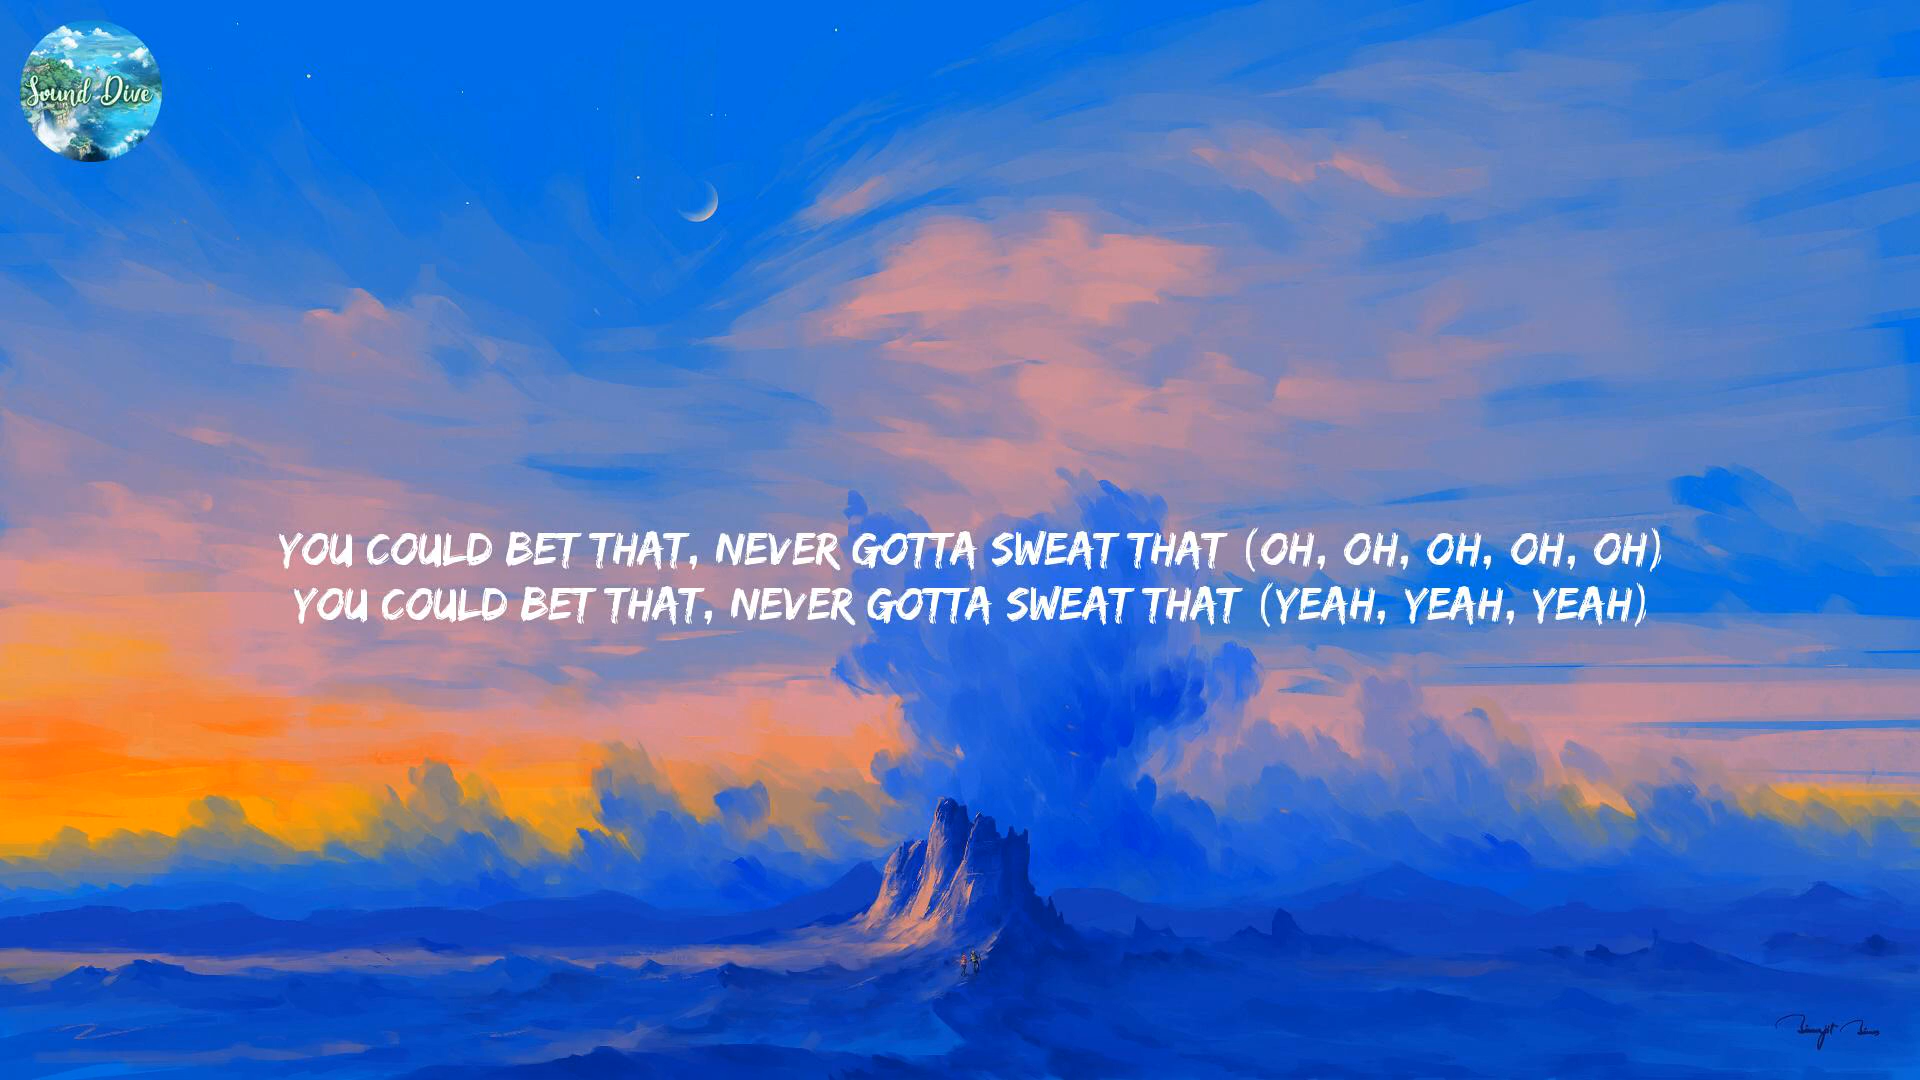 Sound Dive
YOU COULD BET THAT, NEVER GOTTA SWEAT THAT (OH, OH, OH, OH, OH)
YOU COULD BET THAT, NEVER GOTTA SWEAT THAT (YEAH, YEAH, YEAH)